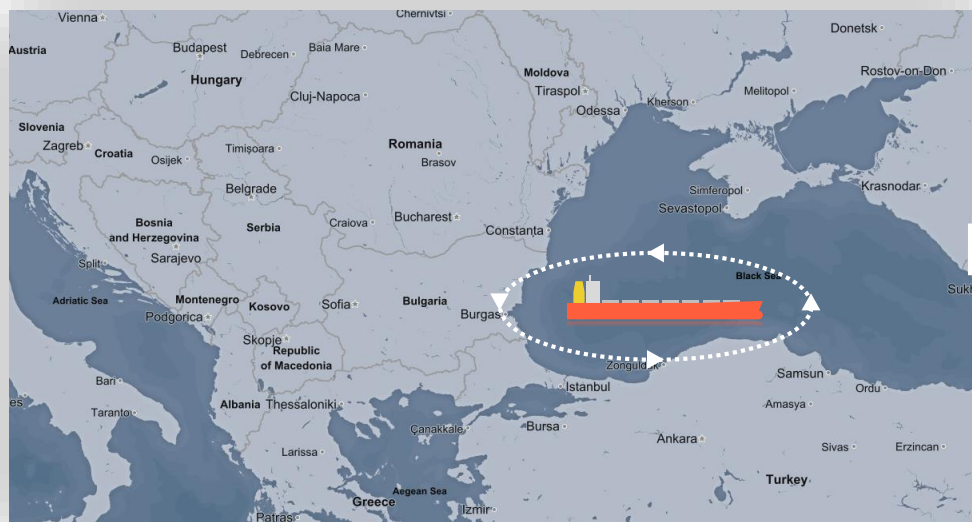 Chernivtsi
Vienna
Donetsk
Austria
Budapest
Debrecen
Baia Mare
Hungary
Moldova
Rostov-on-Don
Tiraspol
Melitopol
Cluj-Napoca
Kherson
Odessa
Slovenia
Zagreb
Croatia
Osijek
Timișoara
Romania
Brasov
Belgrade
Simferopol
Krasnodar
Sevastopol
Bosnia
and Herzegovina
Serbia
Craiova
Bucharest
Constanța
Sarajevo
Split
Black Sea
Adriatic Sea
Montenegro
Kosovo
Sofia
Bulgaria
Podgorica
Burgas
Skopje
Republic
of Macedonia
Zonguldak
Samsun
Bari
Istanbul
Ordu
Albania
Thessaloniki
Amasya
Taranto
Çanakkale
Bursa
Ankara
Sivas
Erzincan
Larissa
Turkey
Aegean Sea
Greece
Izmir
Patras